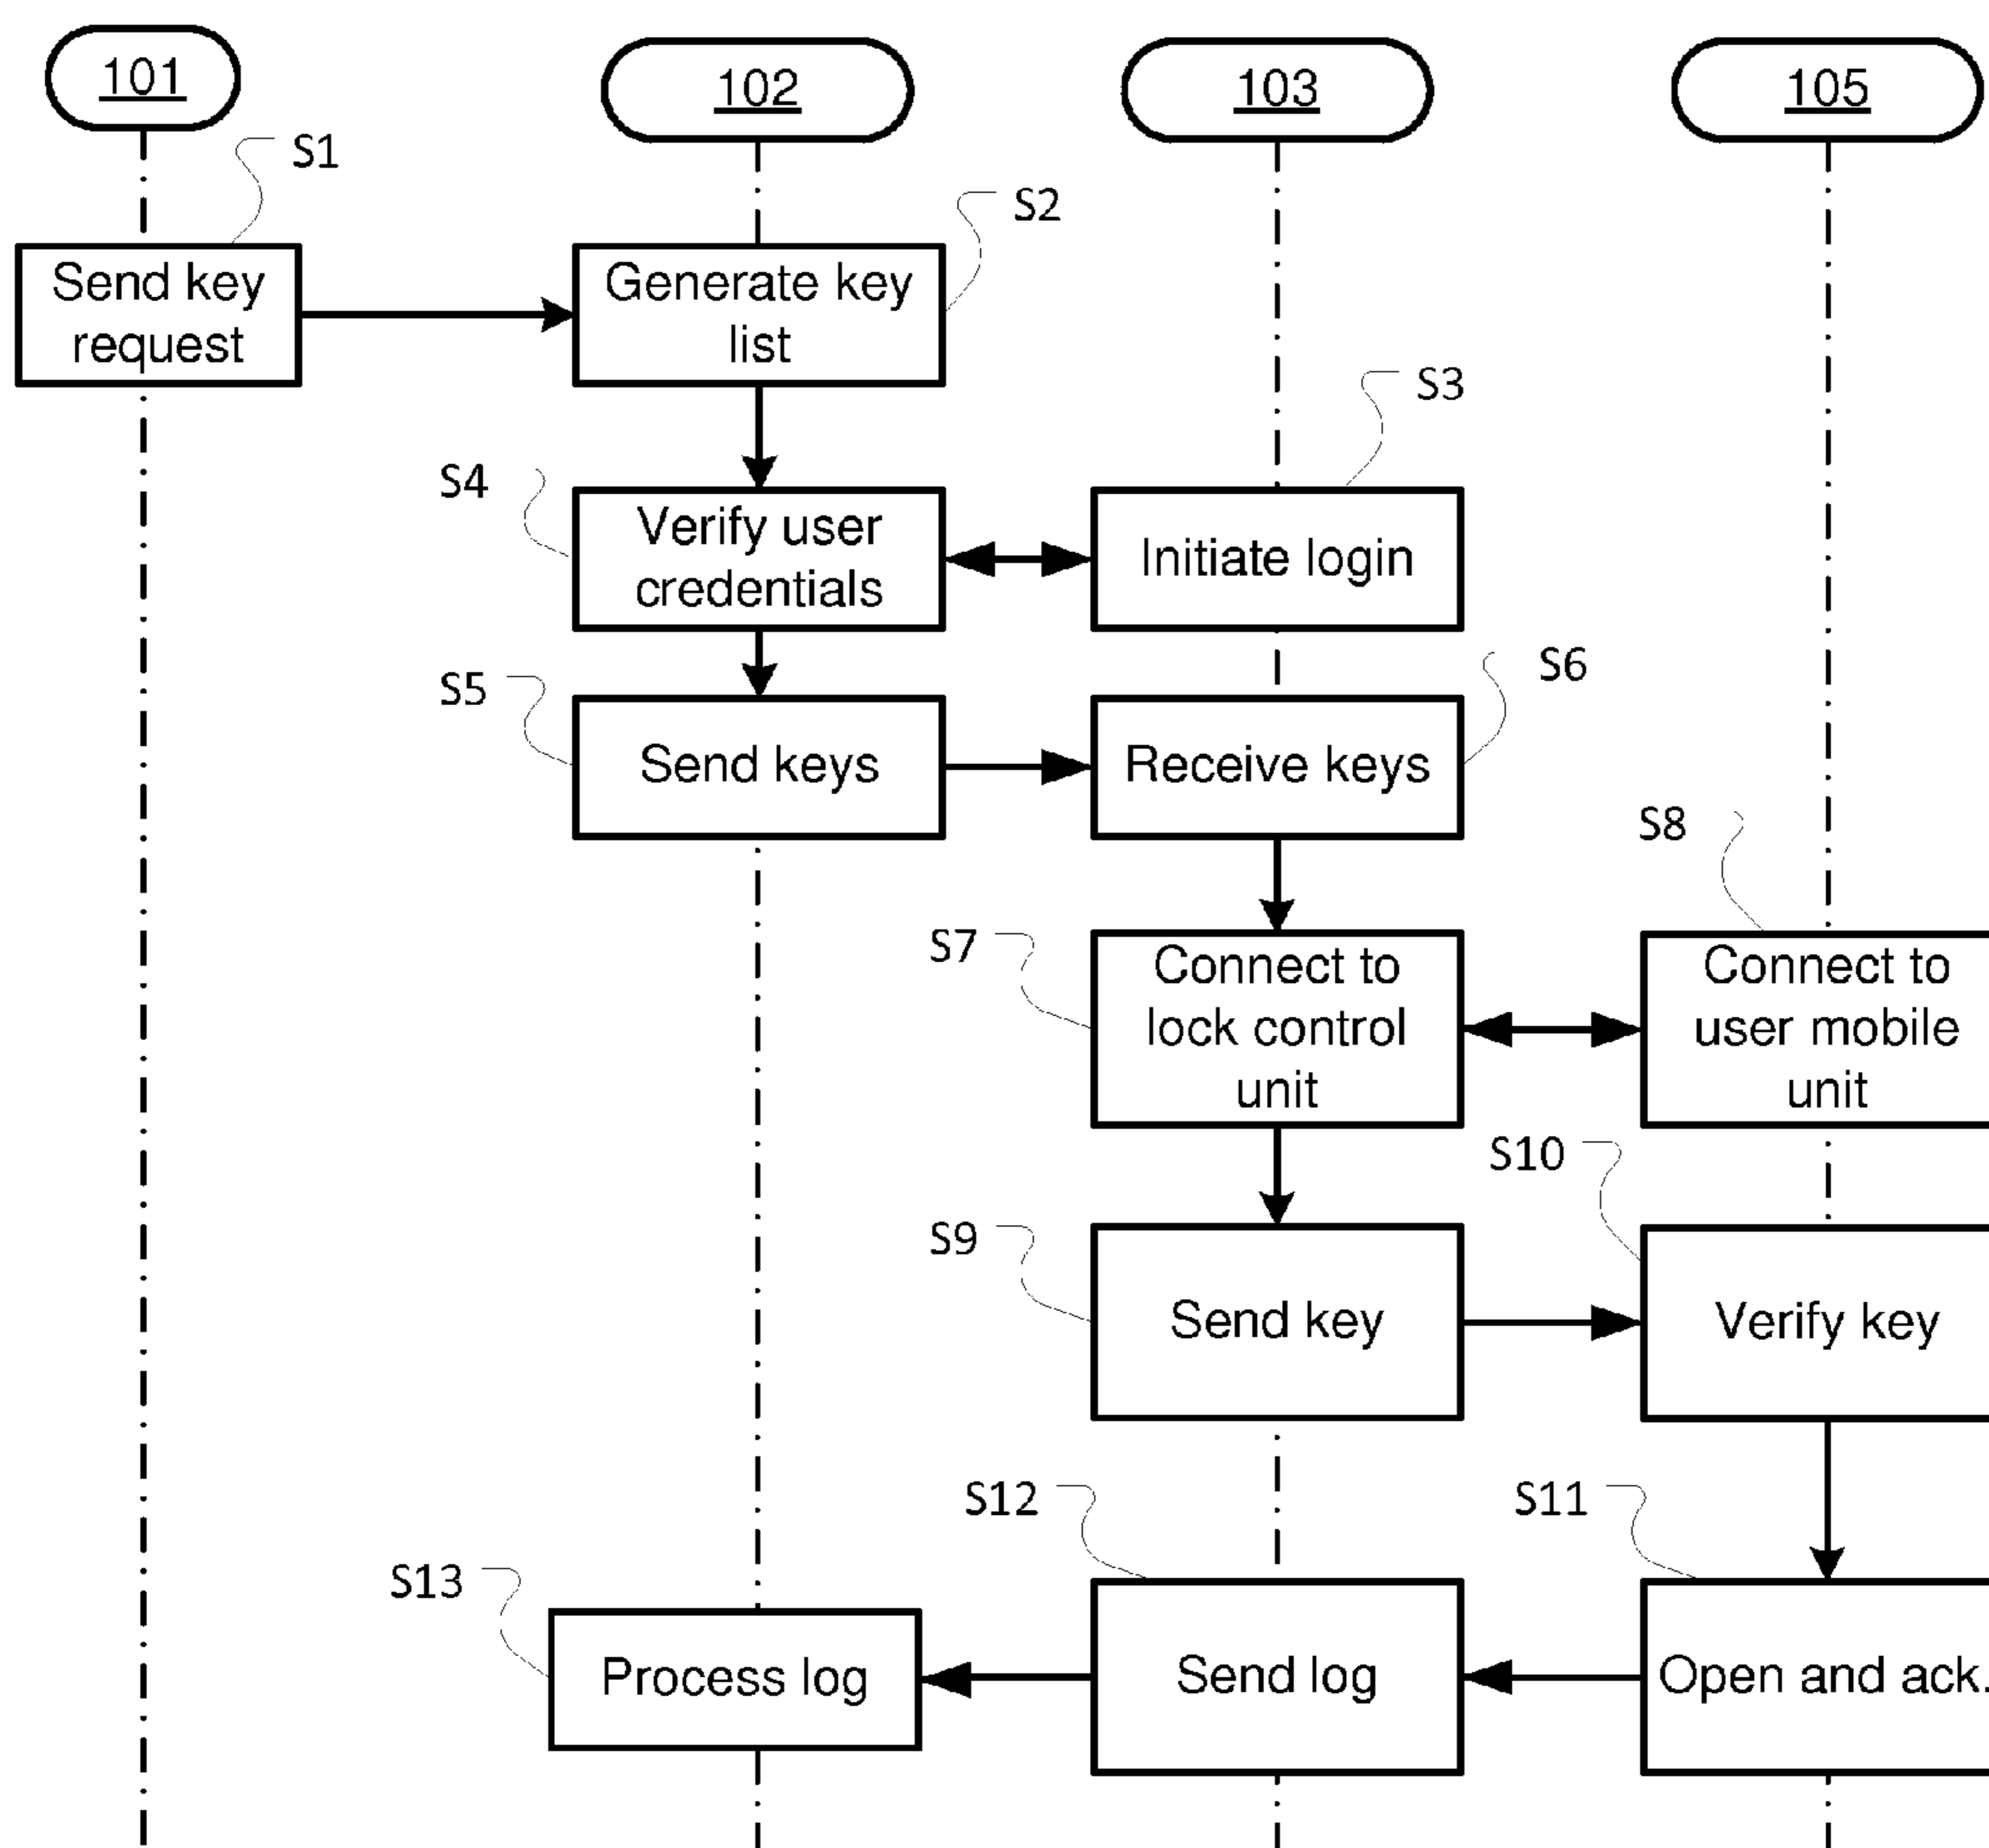 101
102
103
105
S1
S2
Send key
request
Generate key
list
S3
S4
Verify user
credentials
Initiate login
S5
S6
Send keys
Receive keys
S8
S7
Connect to
lock control
unit
Connect to
user mobile
unit
S10
S9
Send key
Verify key
S12
S11
S13
Process log
Send log
Open and ack.